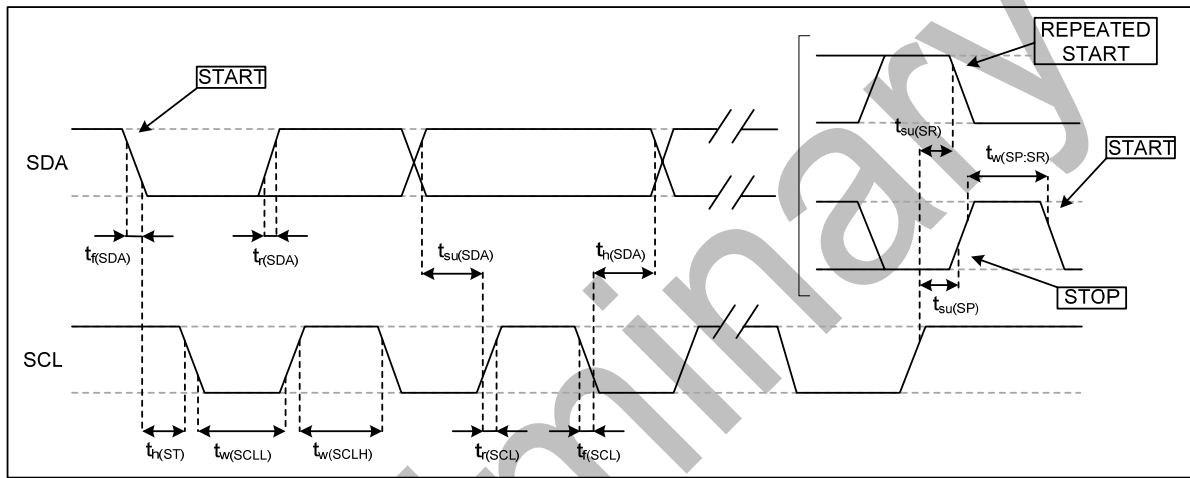 REPEATED
START
START
t_su(SR)
t_w(SP:SR)
START
SDA
t_f(SDA)
t_r(SDA)
t_su(SDA)
t_h(SDA)
t_su(SP)
STOP
SCL
t_h(ST)
t_w(SCLL)
t_w(SCLH)
t_r(SCL)
t_f(SCL)
minary